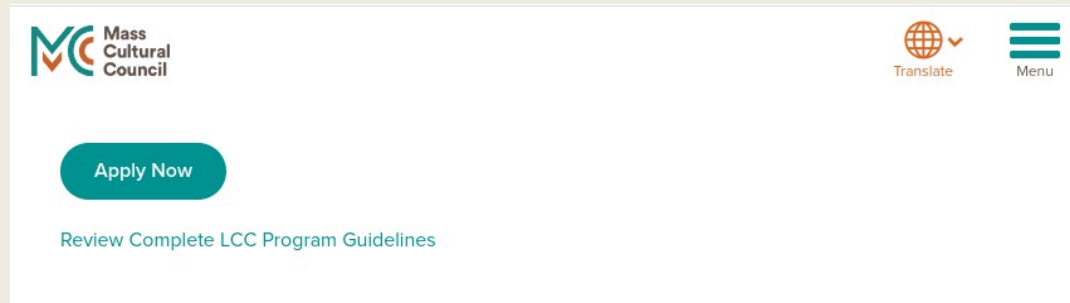 Mass
Cultural
Council
Translate
Menu
Apply Now
Review Complete LCC Program Guidelines